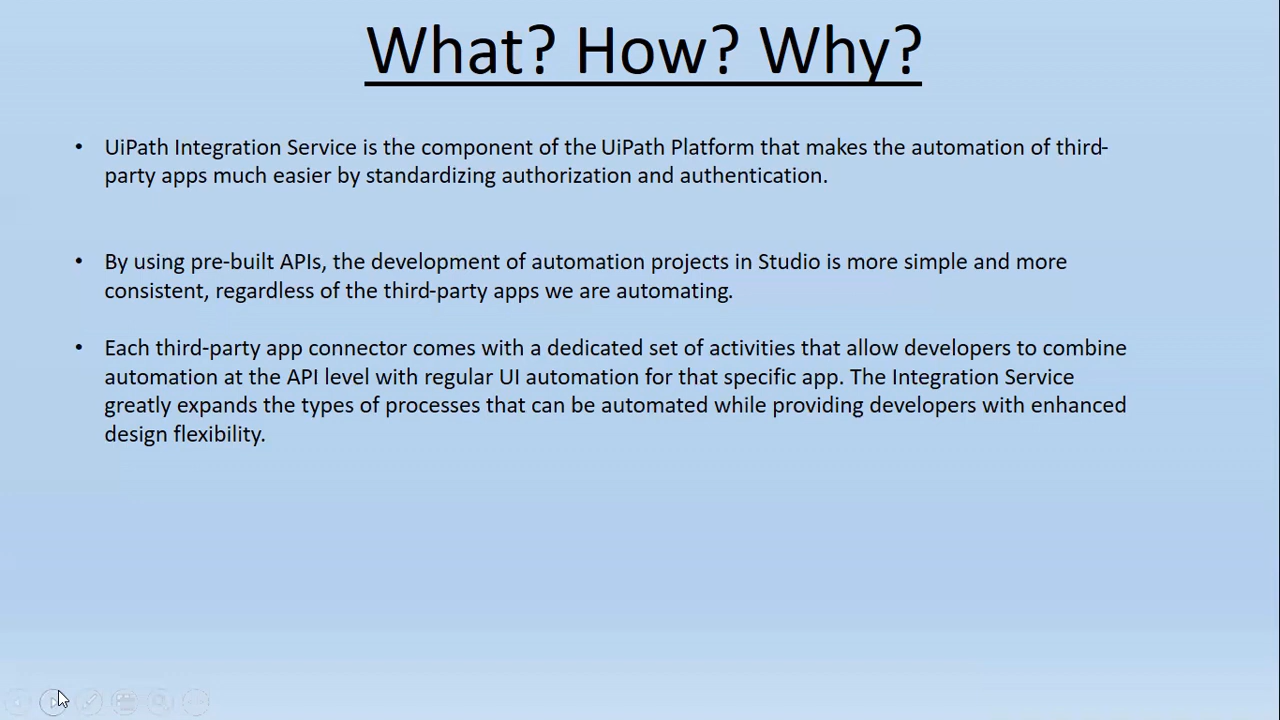 What? How? Why?
• UiPath Integration Service is the component of the UiPath Platform that makes the automation of third-
party apps much easier by standardizing authorization and authentication.
• By using pre-built APIs, the development of automation projects in Studio is more simple and more
consistent, regardless of the third-party apps we are automating.
• Each third-party app connector comes with a dedicated set of activities that allow developers to combine
automation at the API level with regular UI automation for that specific app. The Integration Service
greatly expands the types of processes that can be automated while providing developers with enhanced
design flexibility.